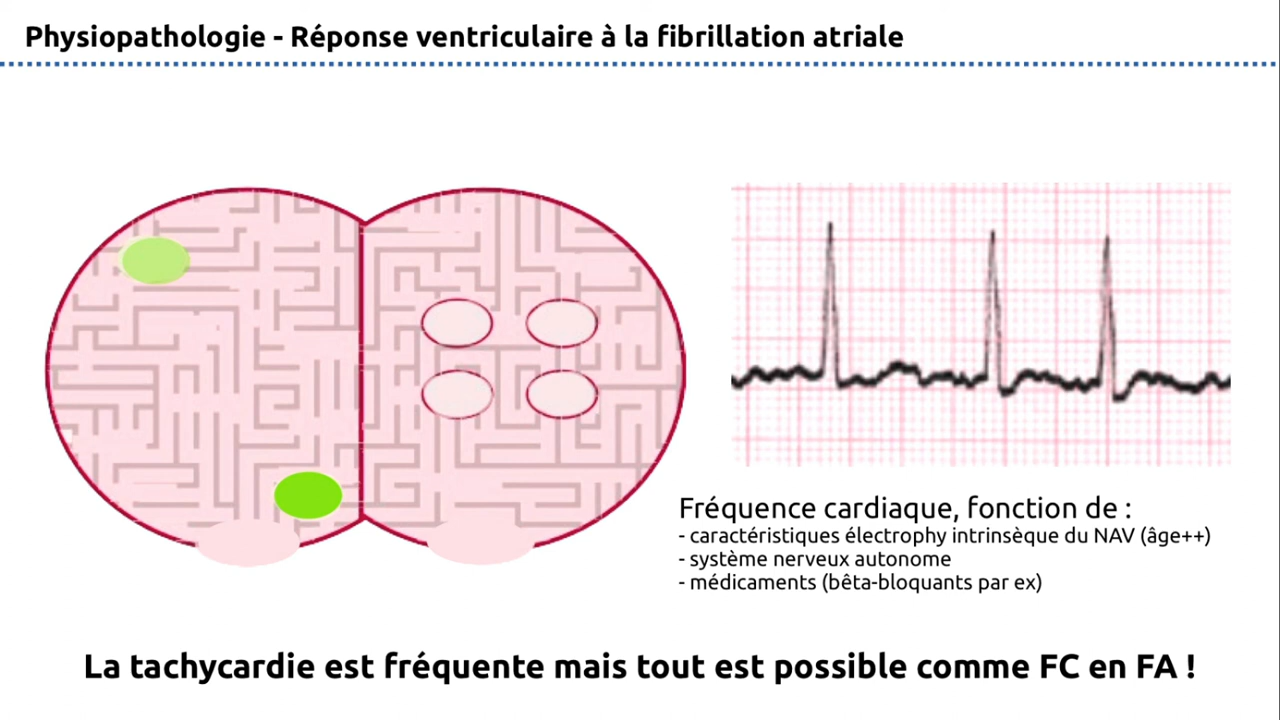 Physiopathologie - Réponse ventriculaire à la fibrillation atriale
Fréquence cardiaque, fonction de :
- caractéristiques électrophy intrinsèque du NAV (âge++)
- système nerveux autonome
- médicaments (bêta-bloquants par ex)
La tachycardie est fréquente mais tout est possible comme FC en FA !